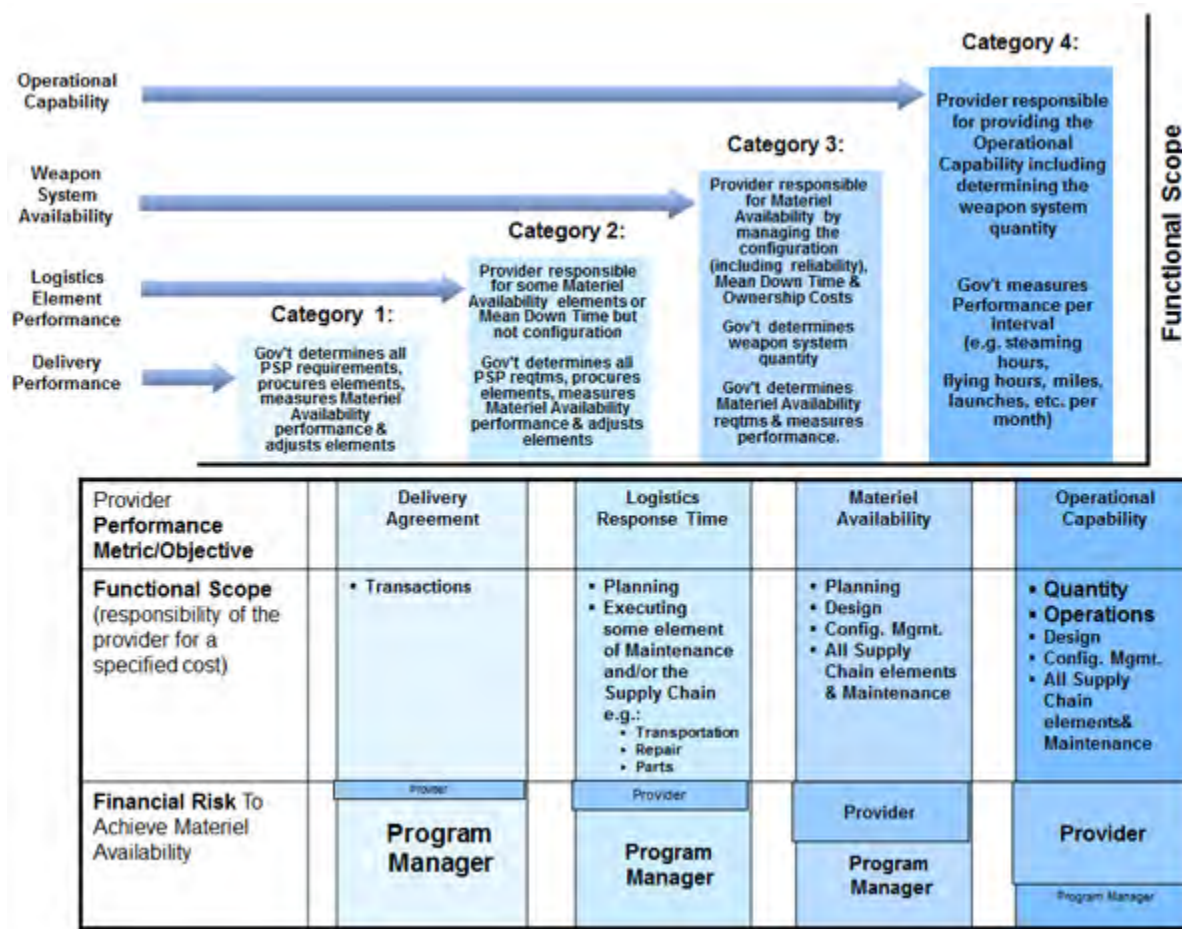 Category 4:
Operational
Capability
Provider responsible
for providing the
Operational
Capability including
determining the
weapon system
quantity
Gov't measures
Performance per
interval
(e.g. steaming
hours,
flying hours, miles,
launches, etc. per
month)
Functional Scope
Category 3:
Weapon
System
Availability
Provider responsible
for Materiel
Availability by
managing the
configuration
(including reliability),
Mean Down Time &
Ownership Costs
Gov't determines
weapon system
quantity
Gov't determines
Materiel Availability
reqtms & measures
performance.
Category 2:
Logistics
Element
Performance
Provider responsible
for some Materiel
Availability elements or
Mean Down Time but
not configuration
Gov't determines all
PSP reqtms, procures
elements, measures
Materiel Availability
performance & adjusts
elements
Category 1:
Delivery
Performance
Gov't determines all
PSP requirements,
procures elements,
measures Materiel
Availability
performance &
adjusts elements
Provider
Performance
Metric/Objective
Delivery
Agreement
Logistics
Response Time
Materiel
Availability
Operational
Capability
Functional Scope
(responsibility of the
provider for a
specified cost)
▪ Transactions
▪ Planning
▪ Executing
some element
of Maintenance
and/or the
Supply Chain
e.g.:
• Transportation
• Repair
• Parts
▪ Planning
▪ Design
▪ Config. Mgmt.
▪ All Supply
Chain elements
& Maintenance
▪ Quantity
▪ Operations
▪ Design
▪ Config. Mgmt.
▪ All Supply
Chain
elements&
Maintenance
Financial Risk To
Achieve Materiel
Availability
Provider
Program
Manager
Provider
Program
Manager
Provider
Program
Manager
Provider
Program Manager